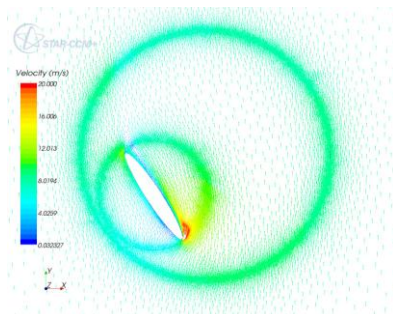 STAR-CCM+
Velocity (m/s)
20.000
16.006
12.013
8.0194
4.0259
0.032327
Y
Z X